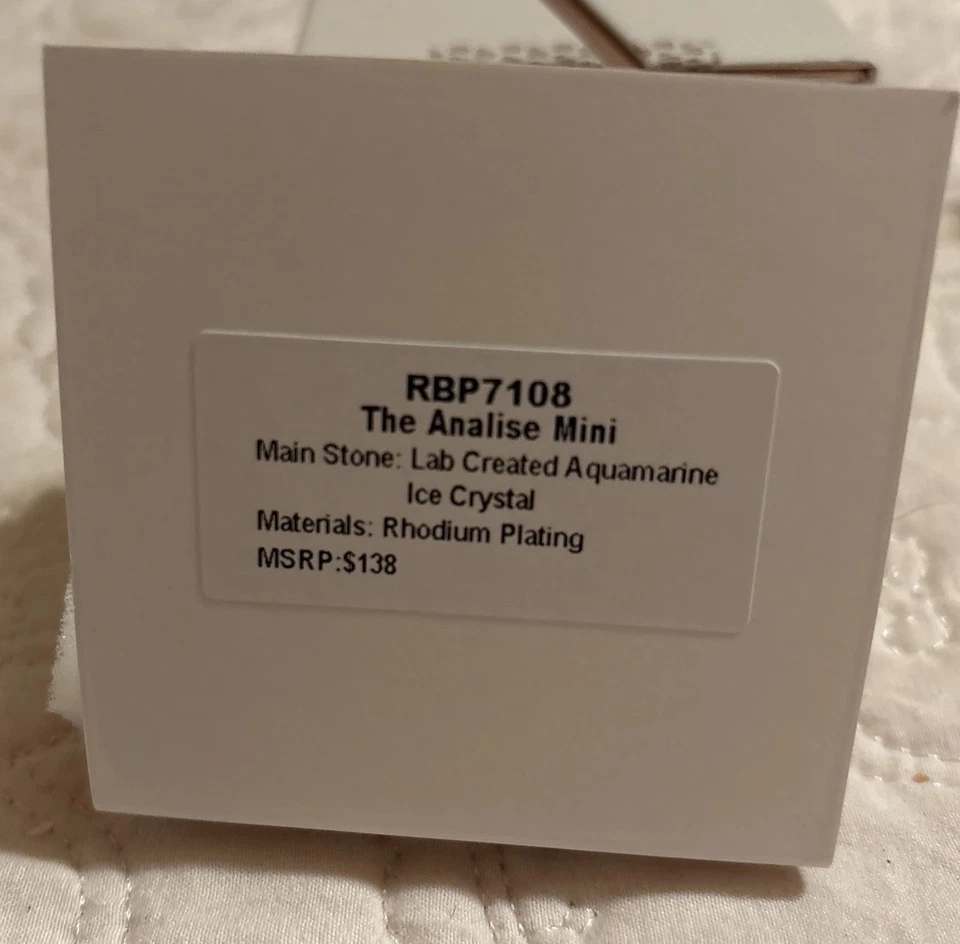 RBP7108
The Analise Mini
Main Stone: Lab Created Aquamarine
Ice Crystal
Materials: Rhodium Plating
MSRP:$138